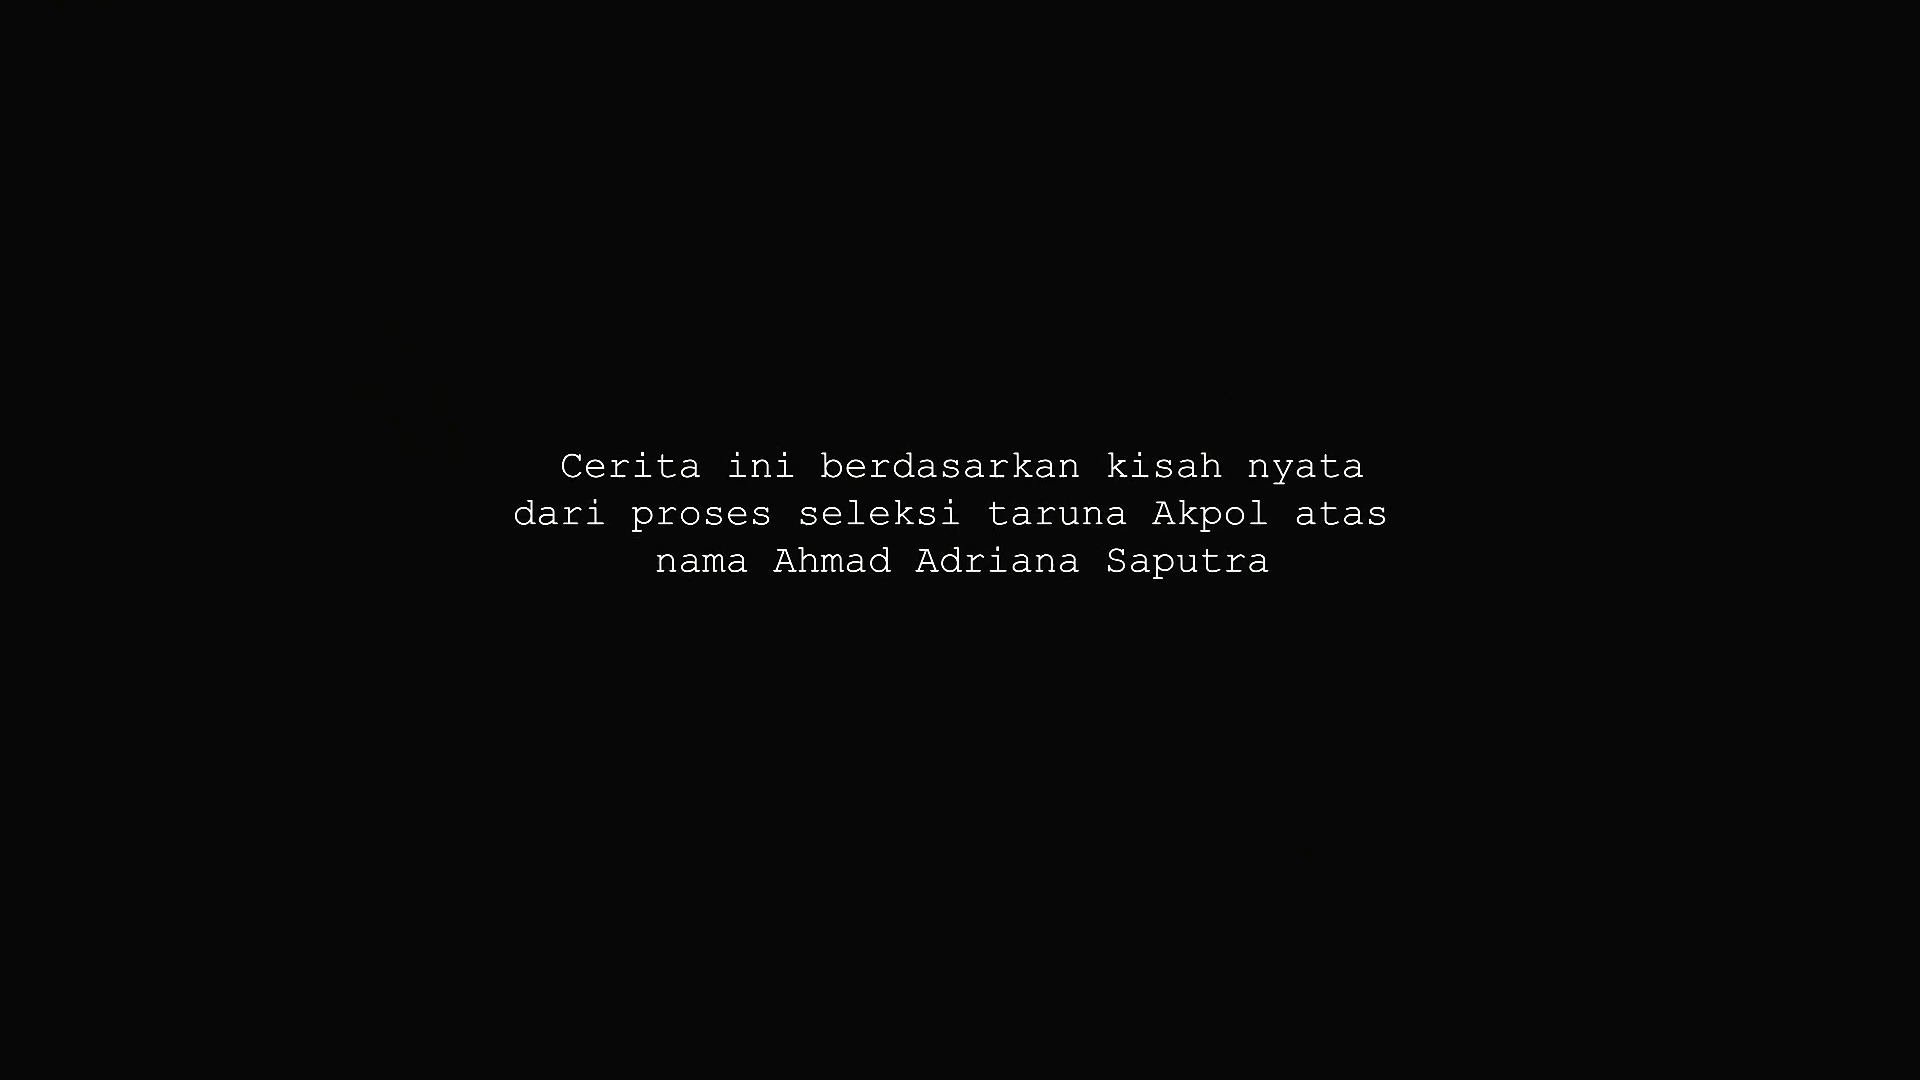 Cerita ini berdasarkan kisah nyata
dari proses seleksi taruna Akpol atas
nama Ahmad Adriana Saputra